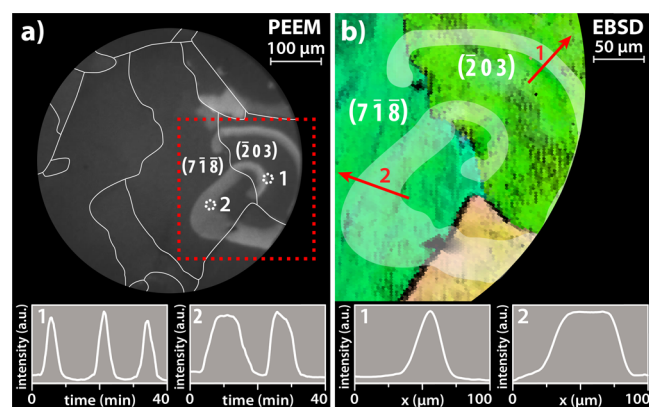 a)
PEEM
100 μm
(7 1̄ 8̄)
(2̄ 0 3)
1
2
b)
EBSD
50 μm
1
(2̄ 0 3)
(7 1̄ 8̄)
2
intensity (a.u.)
1
0
time (min)
40
intensity (a.u.)
2
0
time (min)
40
intensity (a.u.)
1
0
x (μm)
100
intensity (a.u.)
2
0
x (μm)
100